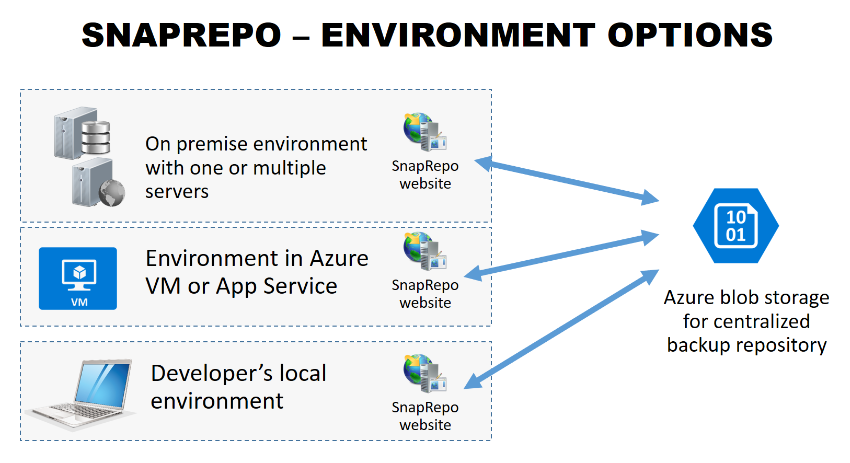 SNAPREPO – ENVIRONMENT OPTIONS
On premise environment
with one or multiple
servers
SnapRepo
website
Environment in Azure
VM or App Service
VM
SnapRepo
website
Developer’s local
environment
SnapRepo
website
10
01
Azure blob storage
for centralized
backup repository